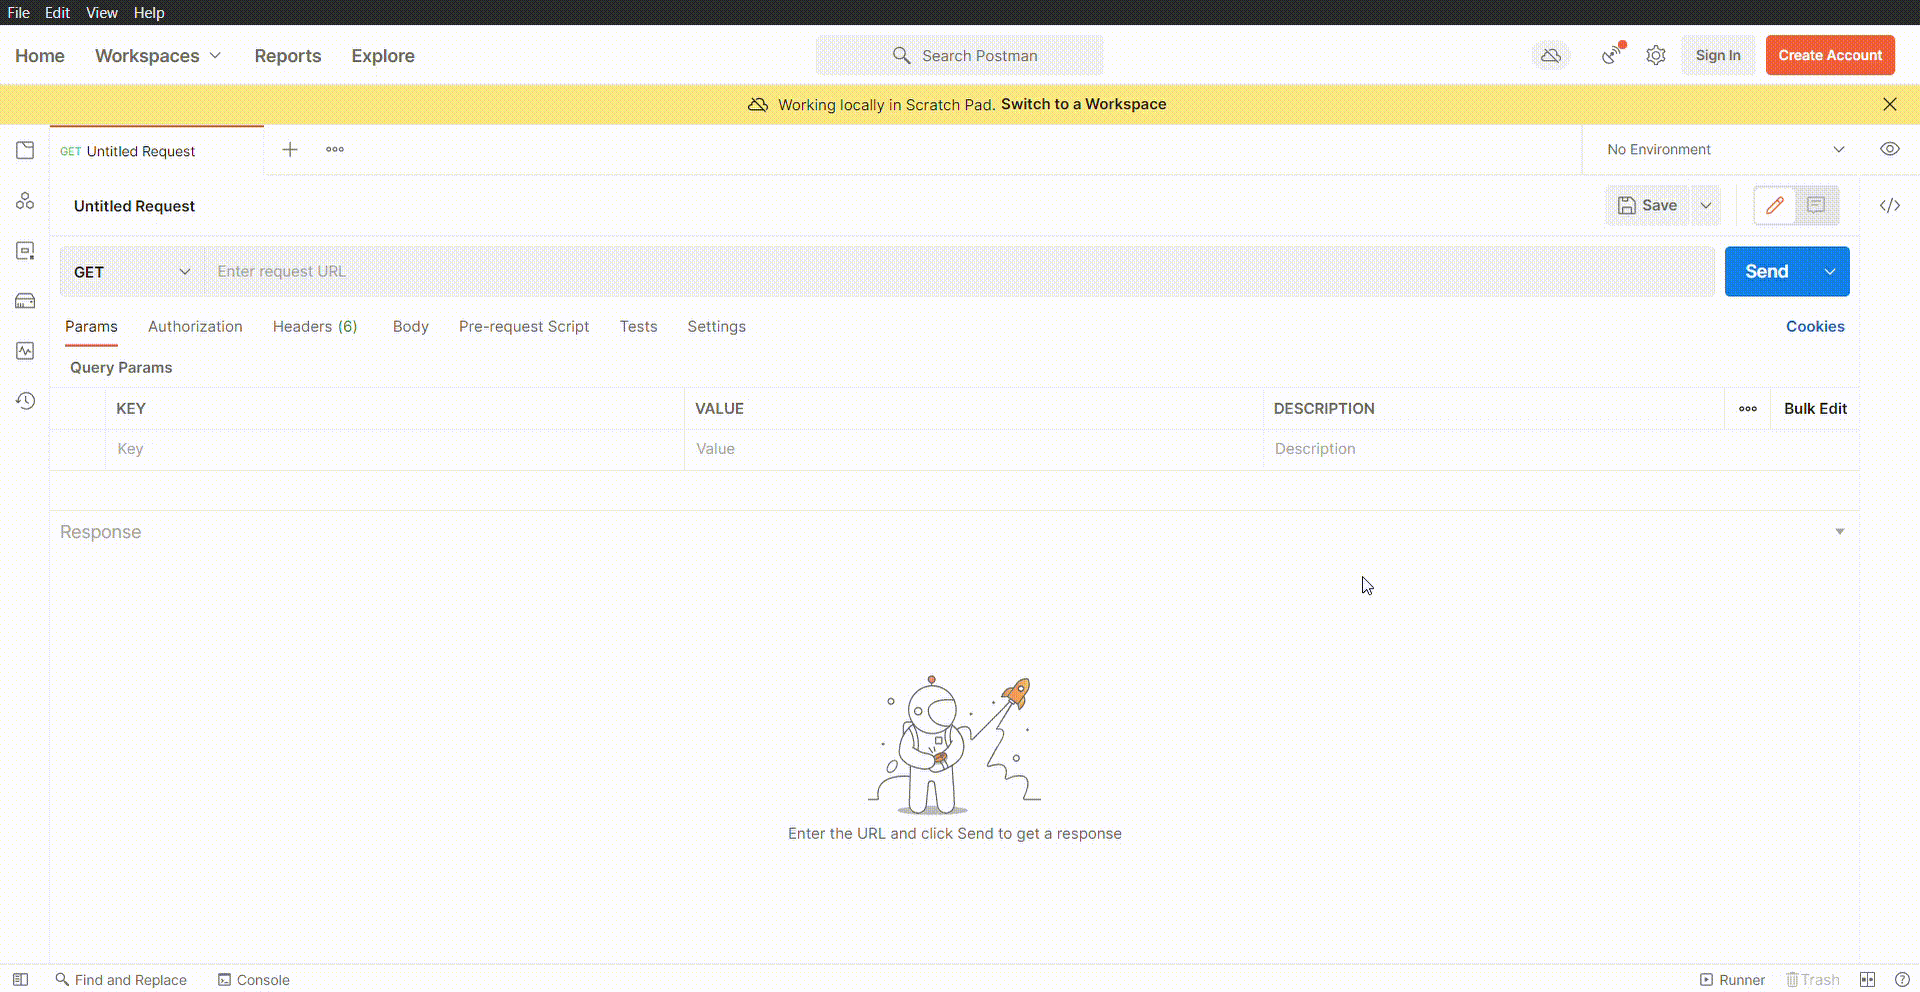 File Edit View Help
Home Workspaces Reports Explore Search Postman Sign In Create Account
Working locally in Scratch Pad. Switch to a Workspace
GET Untitled Request No Environment
Untitled Request Save
GET Enter request URL Send
Params Authorization Headers (6) Body Pre-request Script Tests Settings Cookies
Query Params
KEY VALUE DESCRIPTION Bulk Edit
Key Value Description
Response
Enter the URL and click Send to get a response
Find and Replace Console Runner Trash